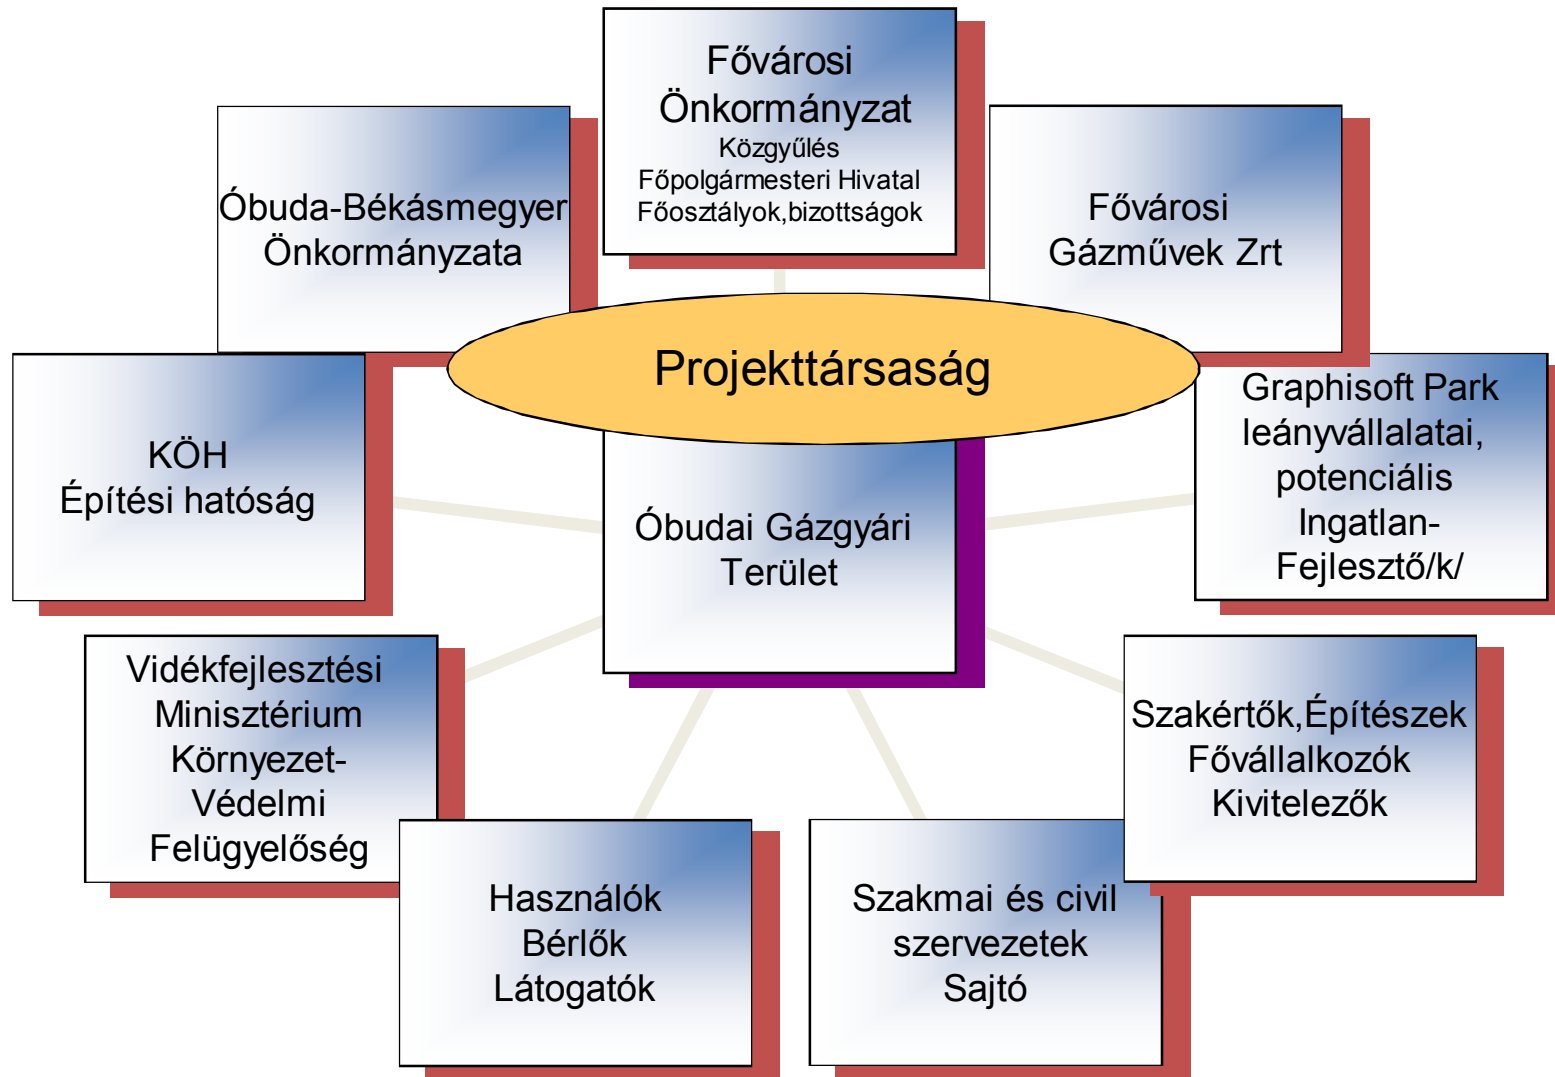 Fővárosi
Önkormányzat
Közgyűlés
Főpolgármesteri Hivatal
Főosztályok,bizottságok
Óbuda-Békásmegyer
Önkormányzata
Fővárosi
Gázművek Zrt
Projekttársaság
KÖH
Építési hatóság
Óbudai Gázgyári
Terület
Graphisoft Park
leányvállalatai,
potenciális
Ingatlan-
Fejlesztő/k/
Vidékfejlesztési
Minisztérium
Környezet-
Védelmi
Felügyelőség
Szakértők,Építészek
Fővállalkozók
Kivitelezők
Használók
Bérlők
Látogatók
Szakmai és civil
szervezetek
Sajtó